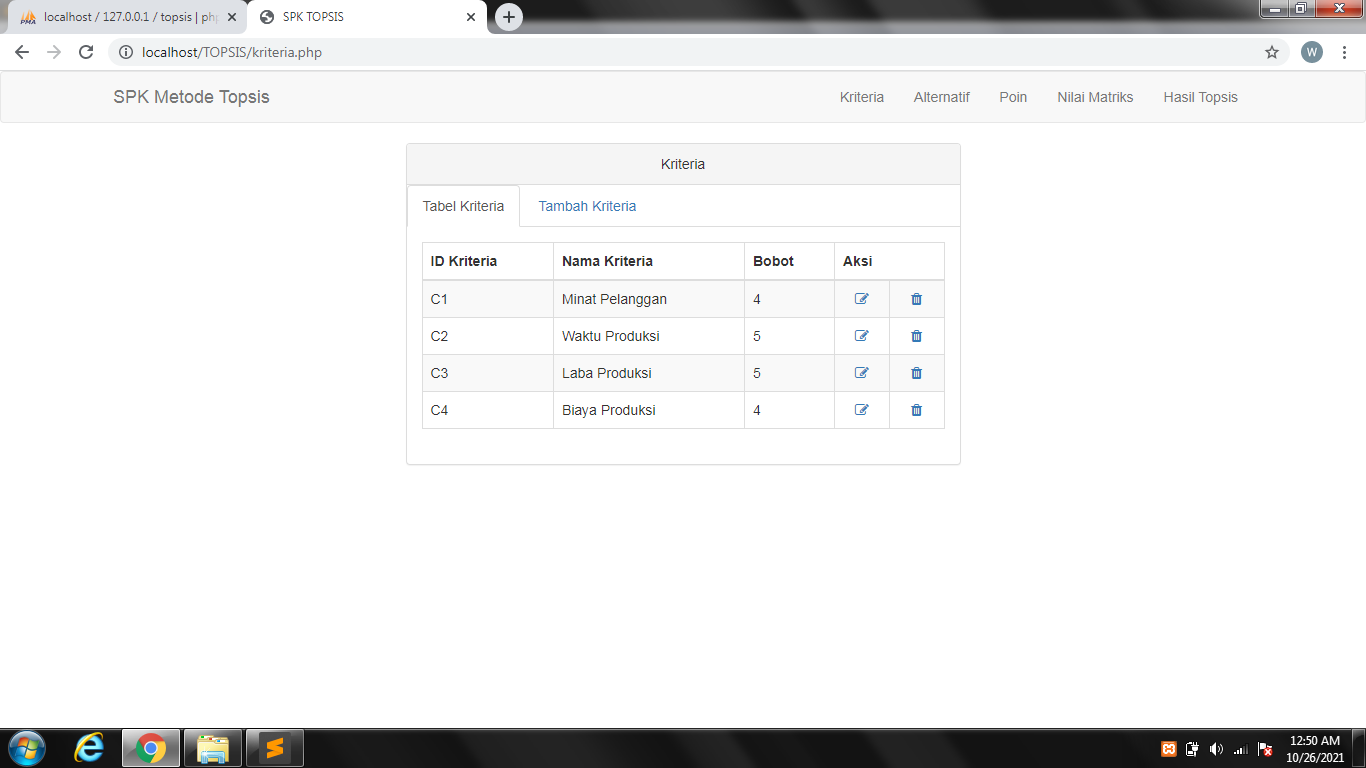 localhost / 127.0.0.1 / topsis | php
SPK TOPSIS
localhost/TOPSIS/kriteria.php
W
SPK Metode Topsis
Kriteria Alternatif Poin Nilai Matriks Hasil Topsis
Kriteria
Tabel Kriteria Tambah Kriteria
ID Kriteria Nama Kriteria Bobot Aksi
C1 Minat Pelanggan 4
C2 Waktu Produksi 5
C3 Laba Produksi 5
C4 Biaya Produksi 4
12:50 AM
10/26/2021